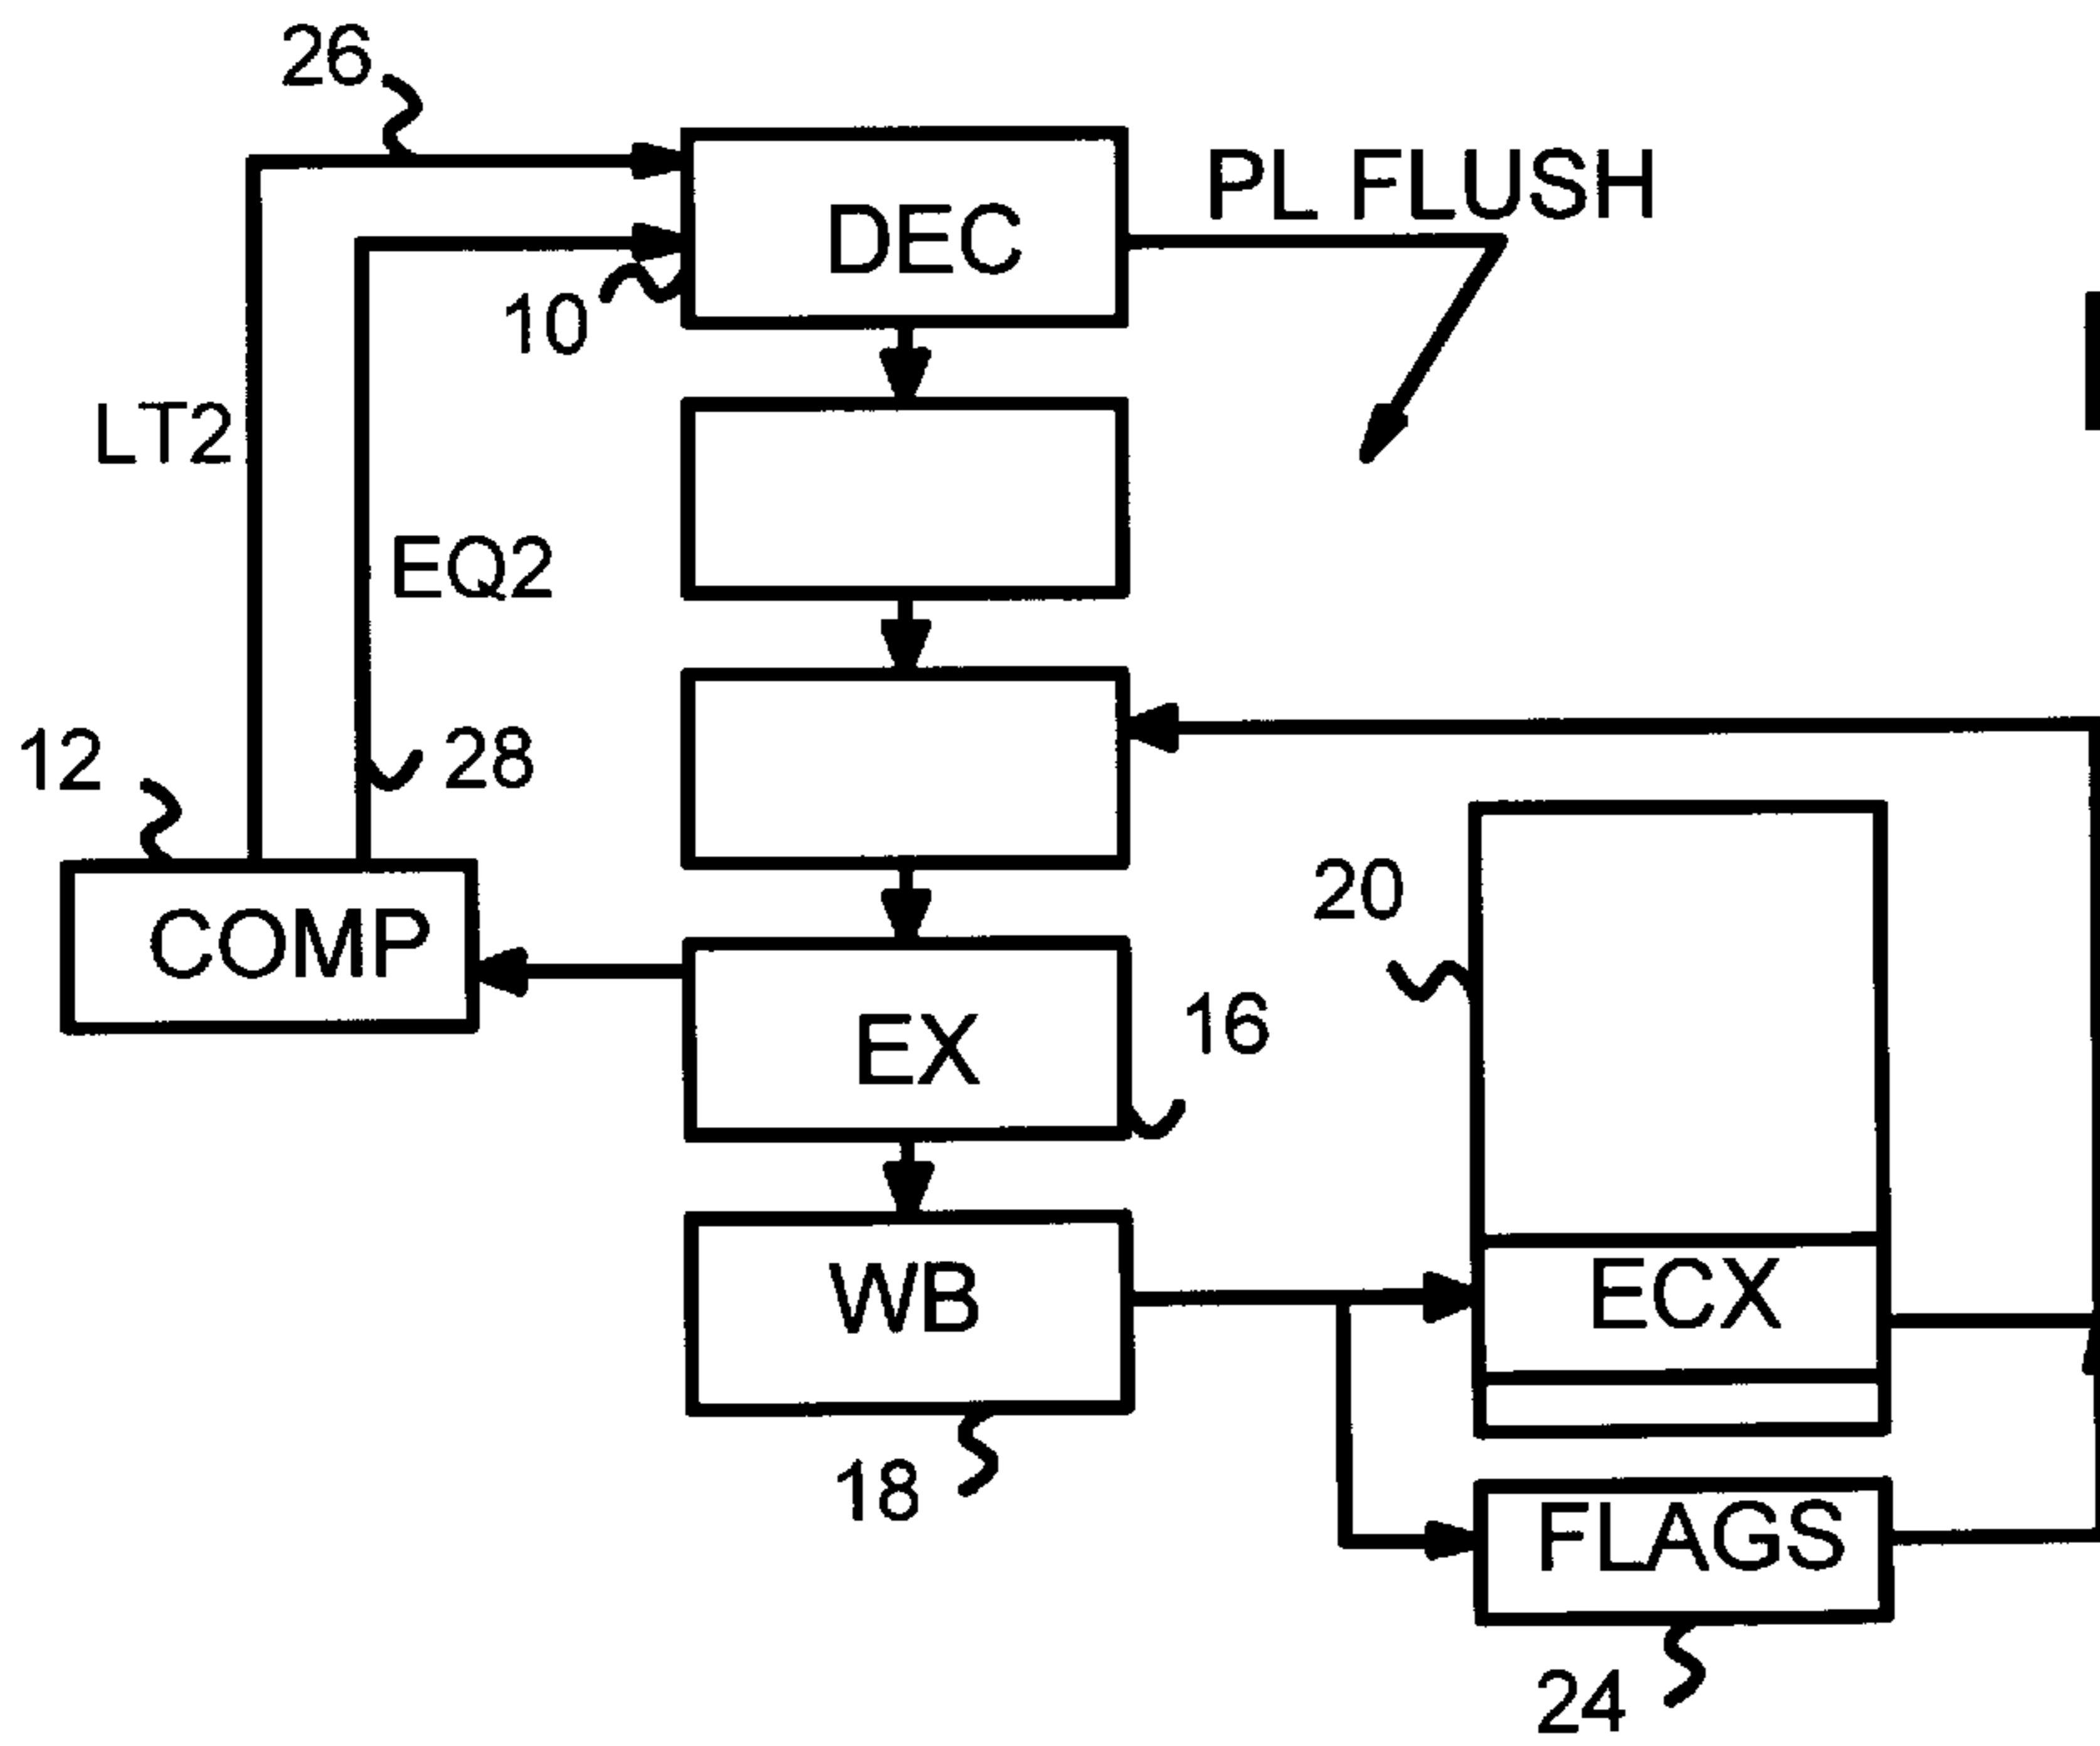 26
PL FLUSH
DEC
10
LT2
EQ2
12
28
20
COMP
16
EX
ECX
WB
18
FLAGS
24